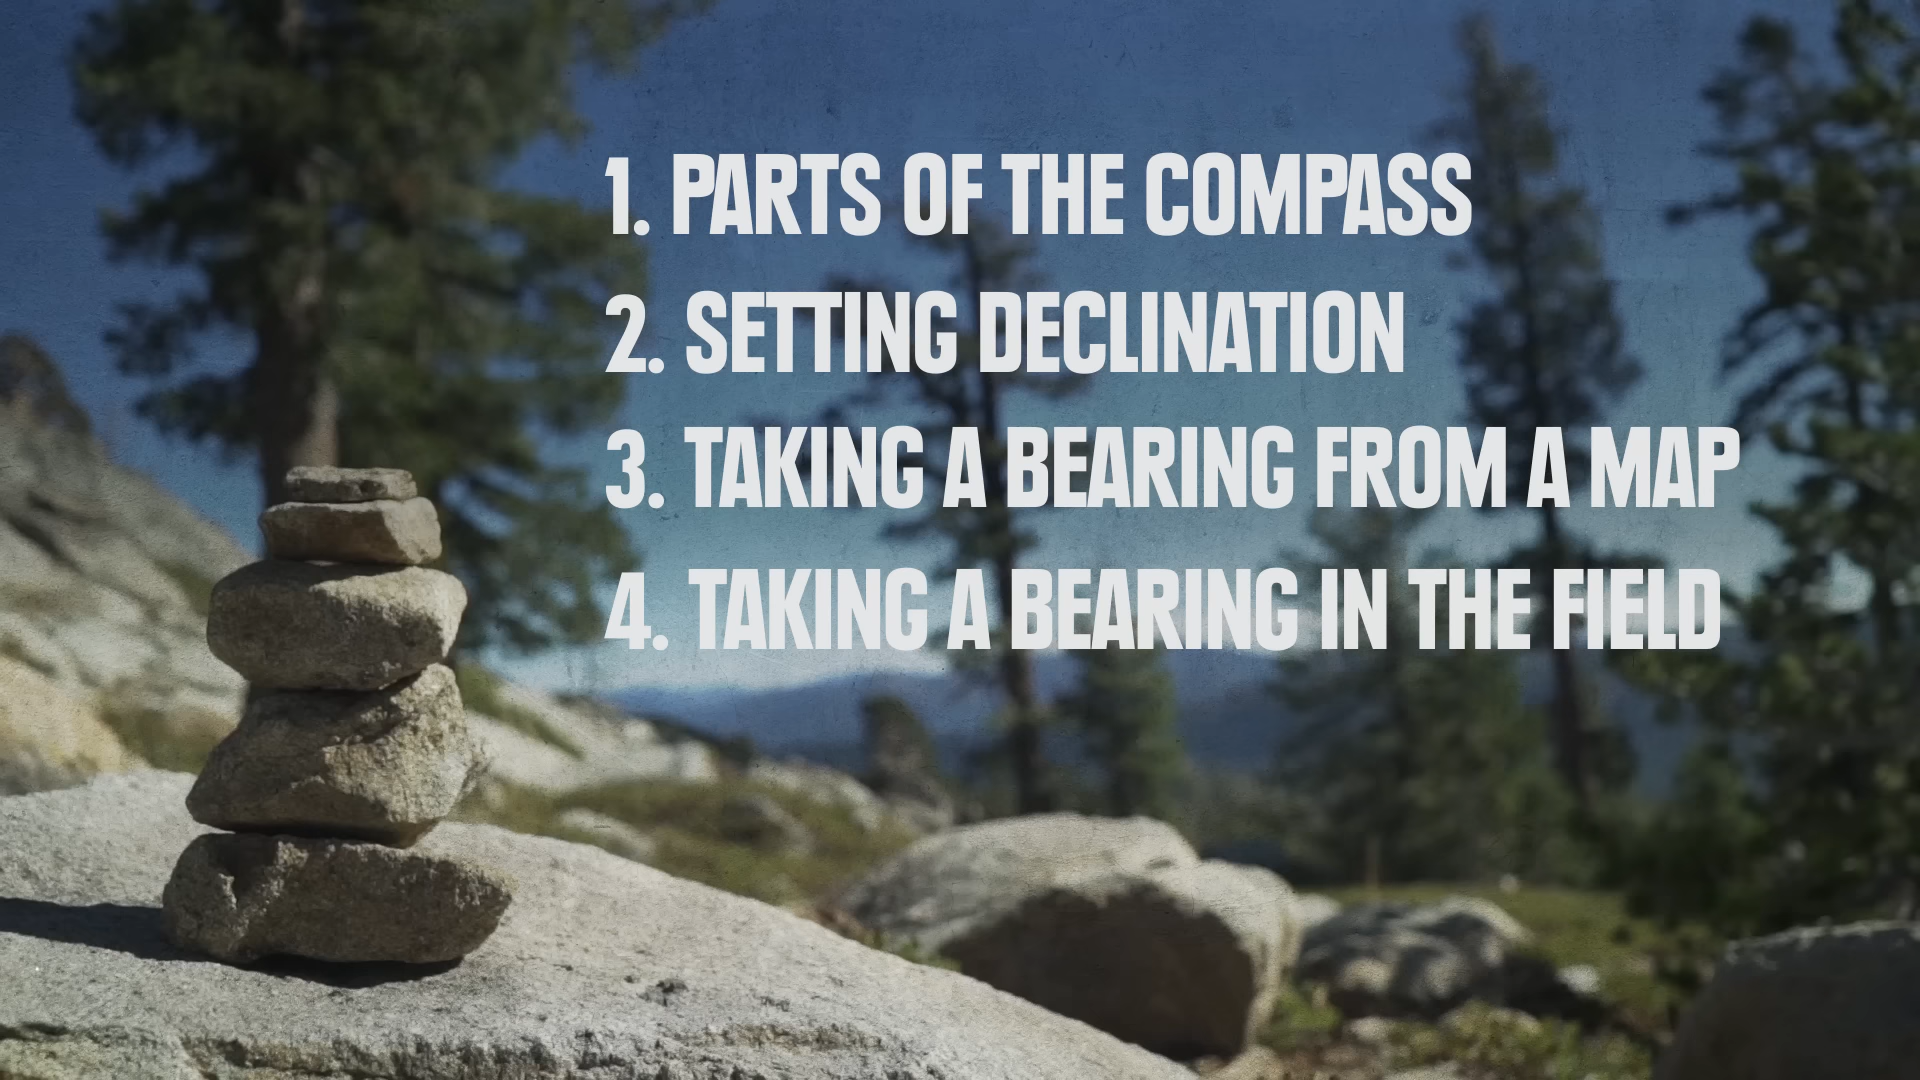 1. PARTS OF THE COMPASS
2. SETTING DECLINATION
3. TAKING A BEARING FROM A MAP
4. TAKING A BEARING IN THE FIELD